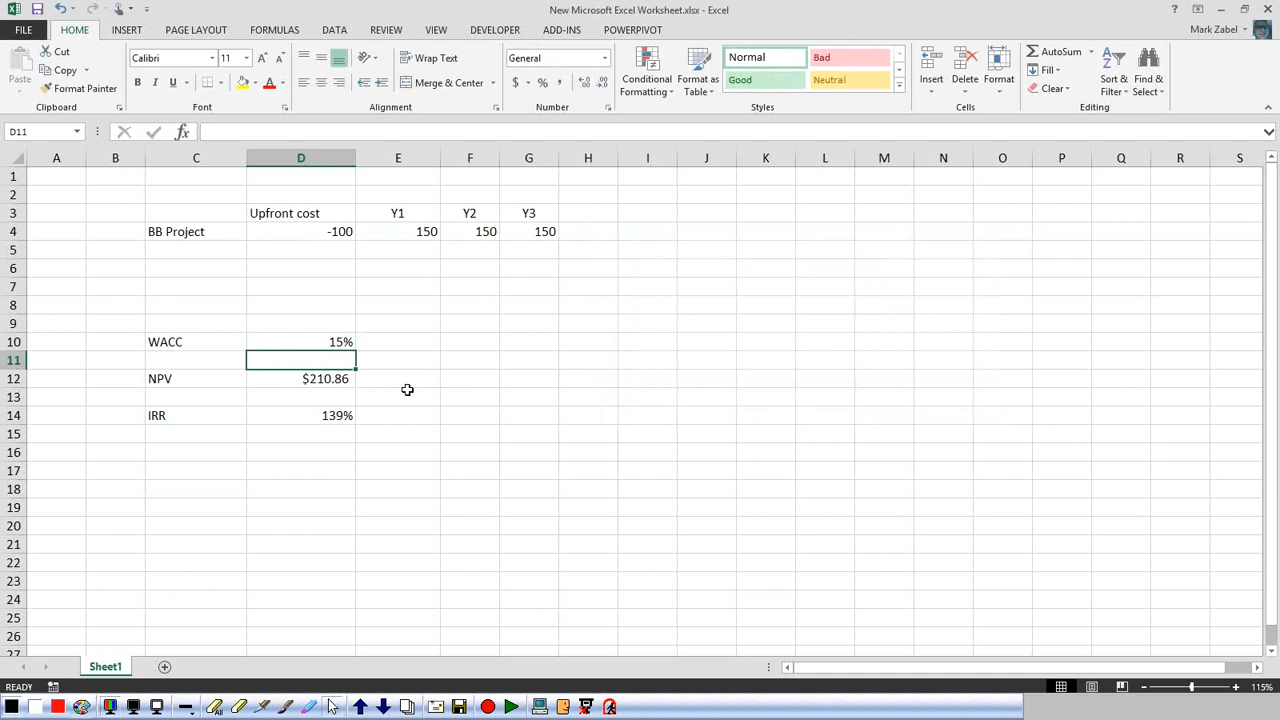 New Microsoft Excel Worksheet.xlsx - Excel
FILE HOME INSERT PAGE LAYOUT FORMULAS DATA REVIEW VIEW DEVELOPER ADD-INS POWERPIVOT Mark Zabel
Paste Cut Copy Format Painter Clipboard
Calibri 11 B I U Font
Wrap Text Merge & Center Alignment
General $ % , Number
Conditional Formatting Format as Table Normal Bad Good Neutral Styles
Insert Delete Format Cells
AutoSum Fill Clear Sort & Filter Find & Select Editing
D11 fx
A B C D E F G H I J K L M N O P Q R S
1
2
3 Upfront cost Y1 Y2 Y3
4 BB Project -100 150 150 150
5
6
7
8
9
10 WACC 15%
11
12 NPV $210.86
13
14 IRR 139%
15
16
17
18
19
20
21
22
23
24
25
26
27
Sheet1
READY 115%